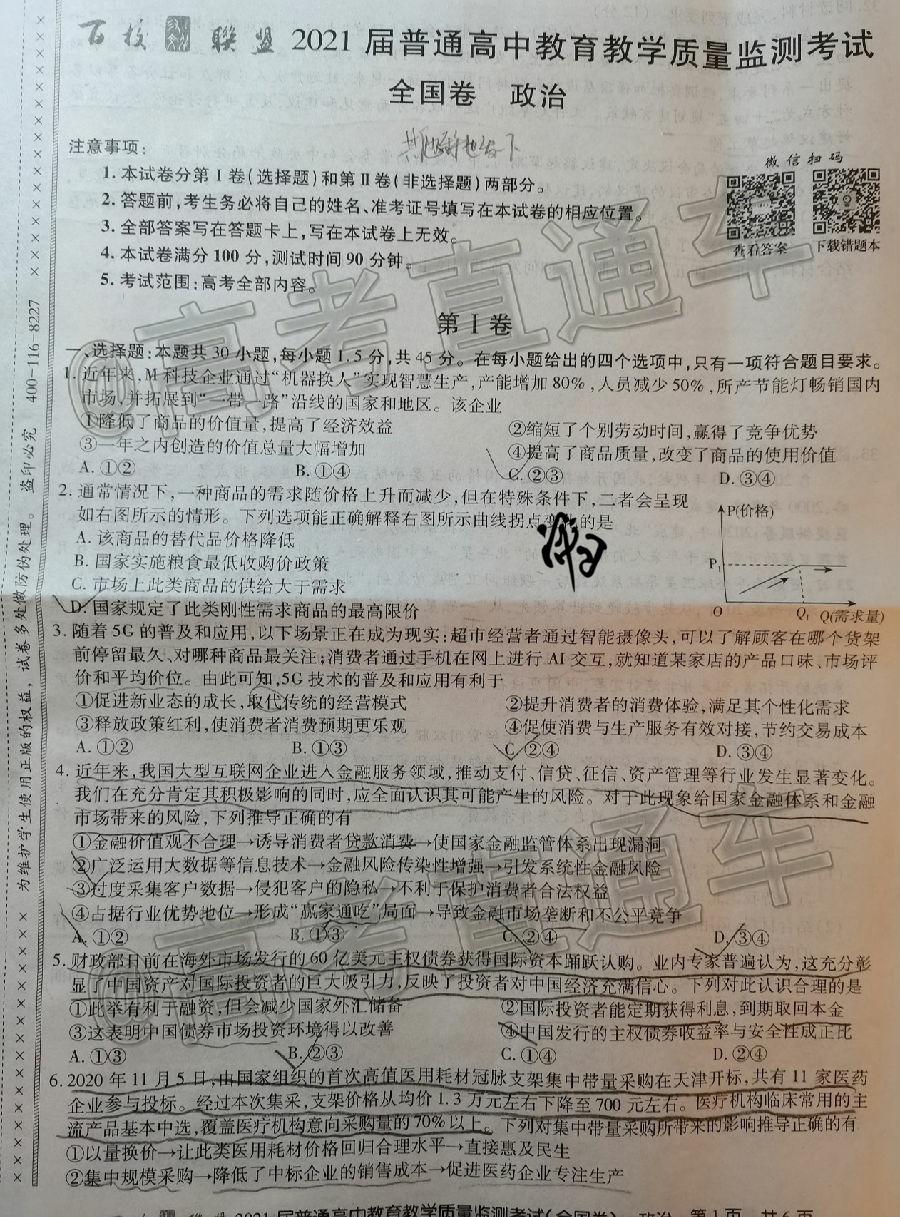 百校联盟 2021届普通高中教育教学质量监测考试
全国卷 政治
注意事项:
1.本试卷分第Ⅰ卷(选择题)和第Ⅱ卷(非选择题)两部分。
2.答题前,考生务必将自己的姓名、准考证号填写在本试卷的相应位置。
3.全部答案写在答题卡上,写在本试卷上无效。
4.本试卷满分100分,测试时间90分钟。
5.考试范围:高考全部内容。
微信扫码
查看答案 下载错题本
第Ⅰ卷
一、选择题:本题共30小题,每小题1.5分,共45分。在每小题给出的四个选项中,只有一项符合题目要求。
1.近年来,M科技企业通过“机器换人”实现智慧生产,产能增加80%,人员减少50%,所产节能灯畅销国内
市场,并拓展到“一带一路”沿线的国家和地区。该企业
①降低了商品的价值量,提高了经济效益 ②缩短了个别劳动时间,赢得了竞争优势
③一年之内创造的价值总量大幅增加 ④提高了商品质量,改变了商品的使用价值
A.①② B.①④ C.②③ D.③④
2.通常情况下,一种商品的需求随价格上升而减少,但在特殊条件下,二者会呈现
如右图所示的情形。下列选项能正确解释右图所示曲线拐点变化的是
A.该商品的替代品价格降低
B.国家实施粮食最低收购价政策
C.市场上此类商品的供给大于需求
D.国家规定了此类刚性需求商品的最高限价
P(价格)
P₁
O Q₁ Q(需求量)
3.随着5G的普及和应用,以下场景正在成为现实:超市经营者通过智能摄像头,可以了解顾客在哪个货架
前停留最久、对哪种商品最关注;消费者通过手机在网上进行AI交互,就知道某家店的产品口味、市场评
价和平均价位。由此可知,5G技术的普及和应用有利于
①促进新业态的成长,取代传统的经营模式 ②提升消费者的消费体验,满足其个性化需求
③释放政策红利,使消费者消费预期更乐观 ④促使消费与生产服务有效对接,节约交易成本
A.①② B.①③ C.②④ D.③④
4.近年来,我国大型互联网企业进入金融服务领域,推动支付、信贷、征信、资产管理等行业发生显著变化。
我们在充分肯定其积极影响的同时,应全面认识其可能产生的风险。对于此现象给国家金融体系和金融
市场带来的风险,下列推导正确的有
①金融价值观不合理→诱导消费者贷款消费→使国家金融监管体系出现漏洞
②广泛运用大数据等信息技术→金融风险传染性增强→引发系统性金融风险
③过度采集客户数据→侵犯客户的隐私→不利于保护消费者合法权益
④占据行业优势地位→形成“赢家通吃”局面→导致金融市场垄断和不公平竞争
A.①② B.①③ C.②④ D.③④
5.财政部日前在海外市场发行的60亿美元主权债券获得国际资本踊跃认购。业内专家普遍认为,这充分彰
显了中国资产对国际投资者的巨大吸引力,反映了投资者对中国经济充满信心。下列对此认识合理的是
①此举有利于融资,但会减少国家外汇储备 ②国际投资者能定期获得利息,到期取回本金
③这表明中国债券市场投资环境得以改善 ④中国发行的主权债券收益率与安全性成正比
A.①③ B.②③ C.①④ D.②④
6.2020年11月5日,由国家组织的首次高值医用耗材冠脉支架集中带量采购在天津开标,共有11家医药
企业参与投标。经过本次集采,支架价格从均价1.3万元左右下降至700元左右。医疗机构临床常用的主
流产品基本中选,覆盖医疗机构意向采购量的70%以上。下列对集中带量采购所带来的影响推导正确的有
①以量换价→让此类医用耗材价格回归合理水平→直接惠及民生
②集中规模采购→降低了中标企业的销售成本→促进医药企业专注生产
2021届普通高中教育教学质量监测考试(全国卷) 政治 第1页 共6页
为维护学生使用正版的权益,试卷多处做防伪处理。 盗印必究 400-116-8227
@高考直通车
@高考直通车